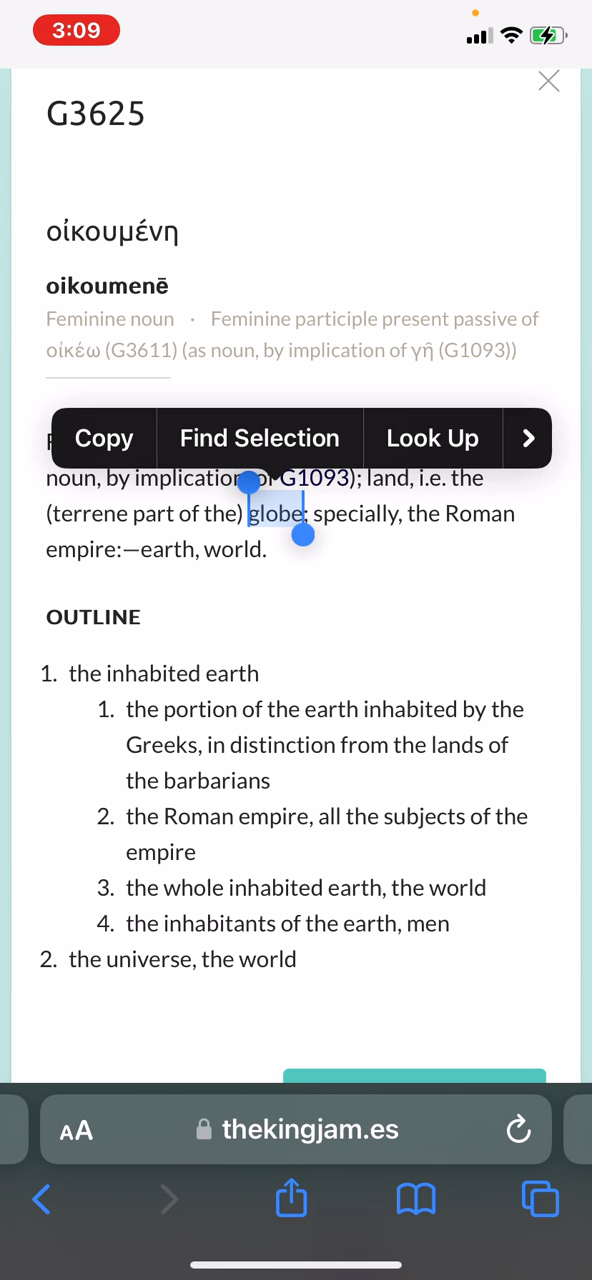 3:09
G3625
οἰκουμένη
oikoumenē
Feminine noun · Feminine participle present passive of
οἰκέω (G3611) (as noun, by implication of γῆ (G1093))
Copy Find Selection Look Up
noun, by implication of G1093); land, i.e. the
(terrene part of the) globe; specially, the Roman
empire:—earth, world.
OUTLINE
1. the inhabited earth
1. the portion of the earth inhabited by the
Greeks, in distinction from the lands of
the barbarians
2. the Roman empire, all the subjects of the
empire
3. the whole inhabited earth, the world
4. the inhabitants of the earth, men
2. the universe, the world
AA thekingjam.es